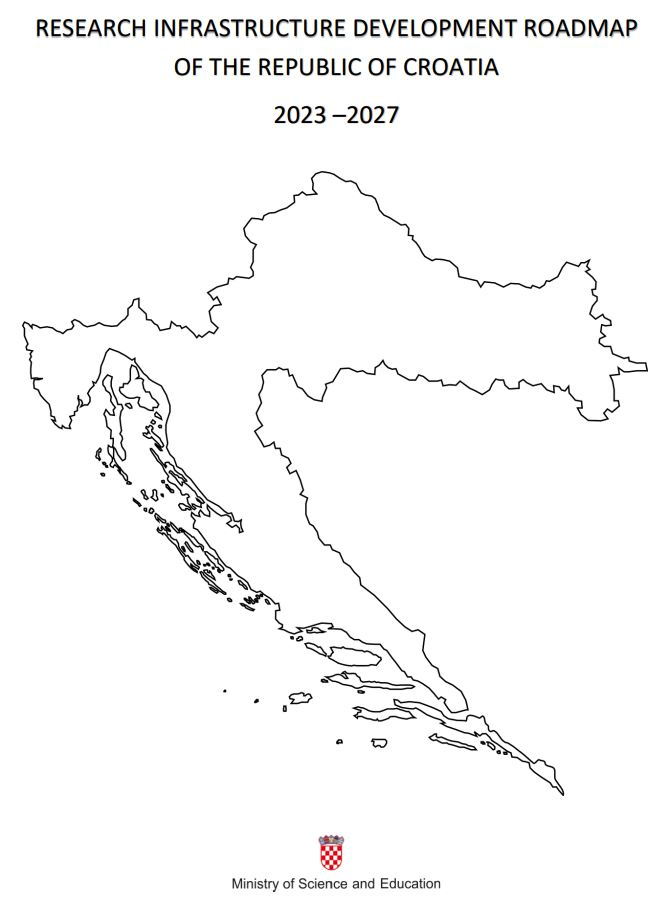 RESEARCH INFRASTRUCTURE DEVELOPMENT ROADMAP
OF THE REPUBLIC OF CROATIA
2023 –2027
Ministry of Science and Education